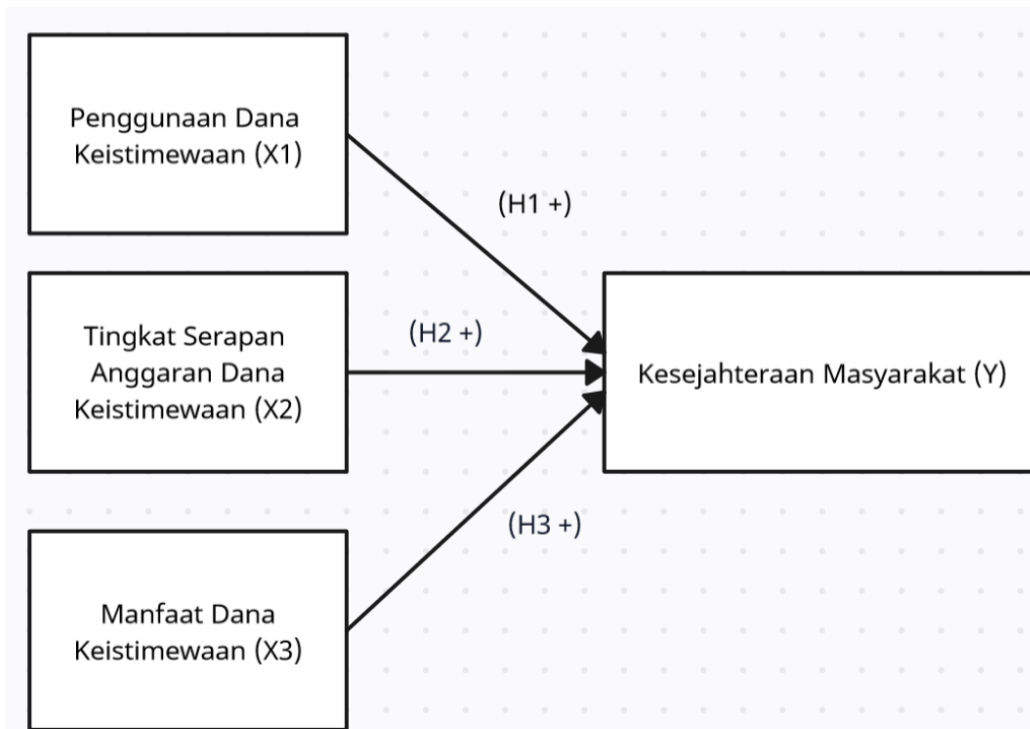 Penggunaan Dana
Keistimewaan (X1)
(H1 +)
Tingkat Serapan
Anggaran Dana
Keistimewaan (X2)
(H2 +)
Kesejahteraan Masyarakat (Y)
(H3 +)
Manfaat Dana
Keistimewaan (X3)